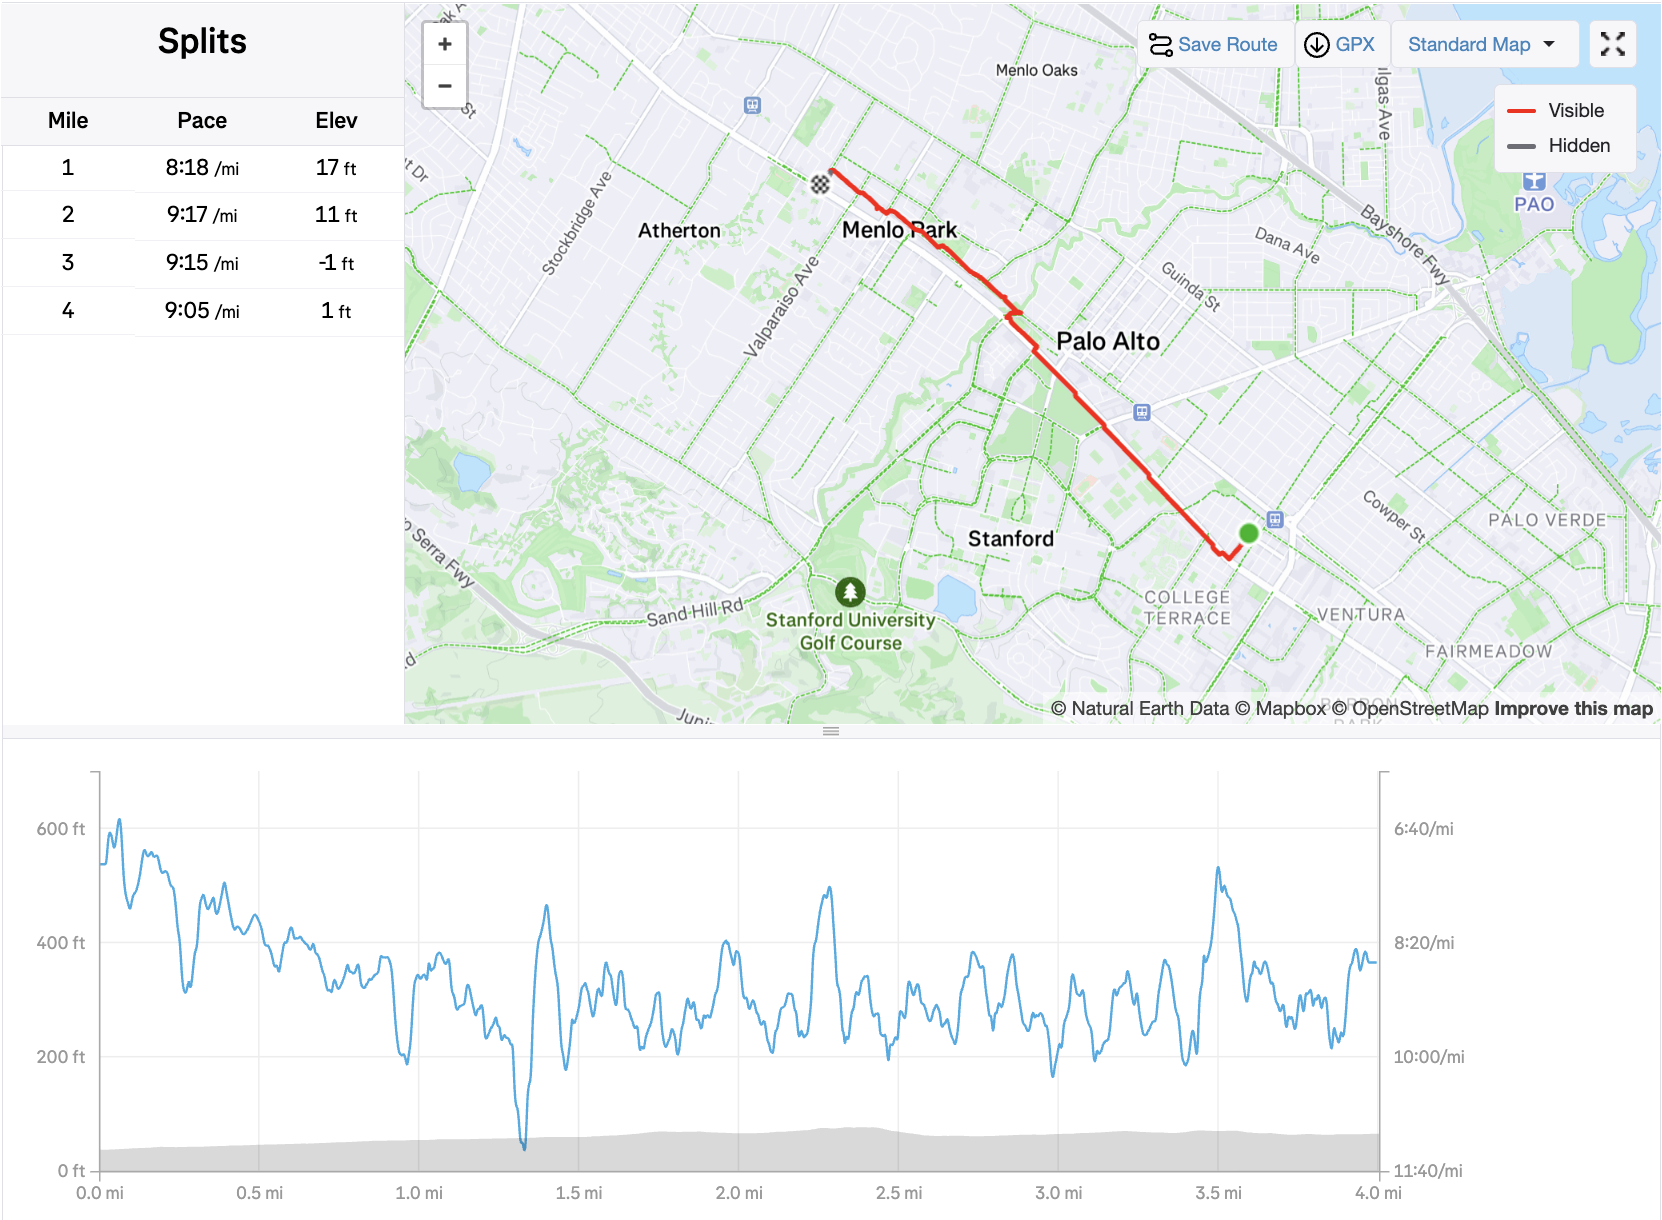 Splits
Mile Pace Elev
1 8:18 /mi 17 ft
2 9:17 /mi 11 ft
3 9:15 /mi -1 ft
4 9:05 /mi 1 ft
+
−
Save Route
GPX
Standard Map
Visible
Hidden
Menlo Oaks
PAO
Bayshore Fwy
Dana Ave
Guinda St
Stockbridge Ave
Atherton
Menlo Park
Valparaiso Ave
Palo Alto
Cowper St
PALO VERDE
Stanford
COLLEGE
TERRACE
VENTURA
FAIRMEADOW
Sand Hill Rd
Stanford University
Golf Course
Serra Fwy
© Natural Earth Data © Mapbox © OpenStreetMap Improve this map
600 ft
400 ft
200 ft
0 ft
6:40/mi
8:20/mi
10:00/mi
11:40/mi
0.0 mi 0.5 mi 1.0 mi 1.5 mi 2.0 mi 2.5 mi 3.0 mi 3.5 mi 4.0 mi